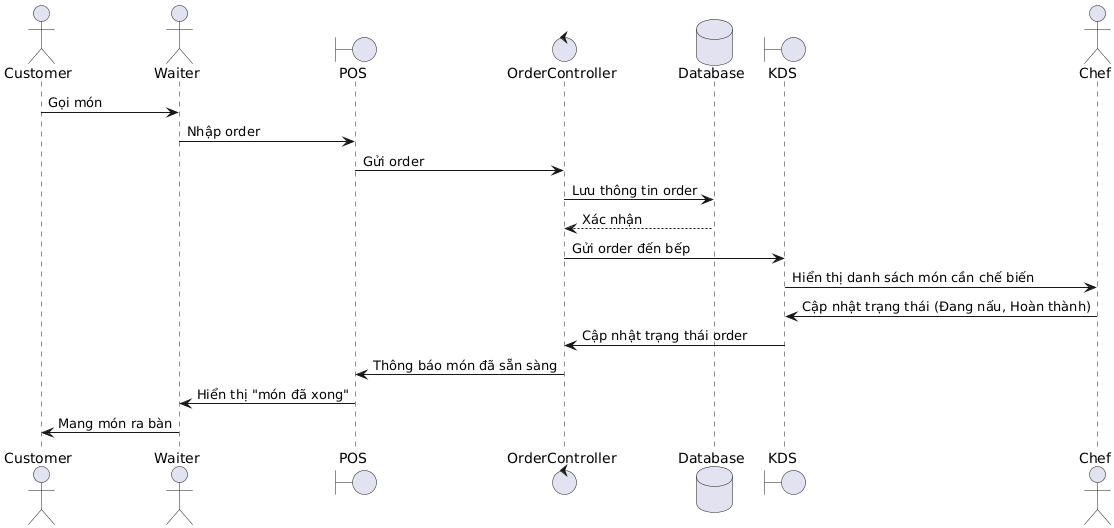 Customer
Waiter
POS
OrderController
Database
KDS
Chef
Gọi món
Nhập order
Gửi order
Lưu thông tin order
Xác nhận
Gửi order đến bếp
Hiển thị danh sách món cần chế biến
Cập nhật trạng thái (Đang nấu, Hoàn thành)
Cập nhật trạng thái order
Thông báo món đã sẵn sàng
Hiển thị "món đã xong"
Mang món ra bàn
Customer
Waiter
POS
OrderController
Database
KDS
Chef